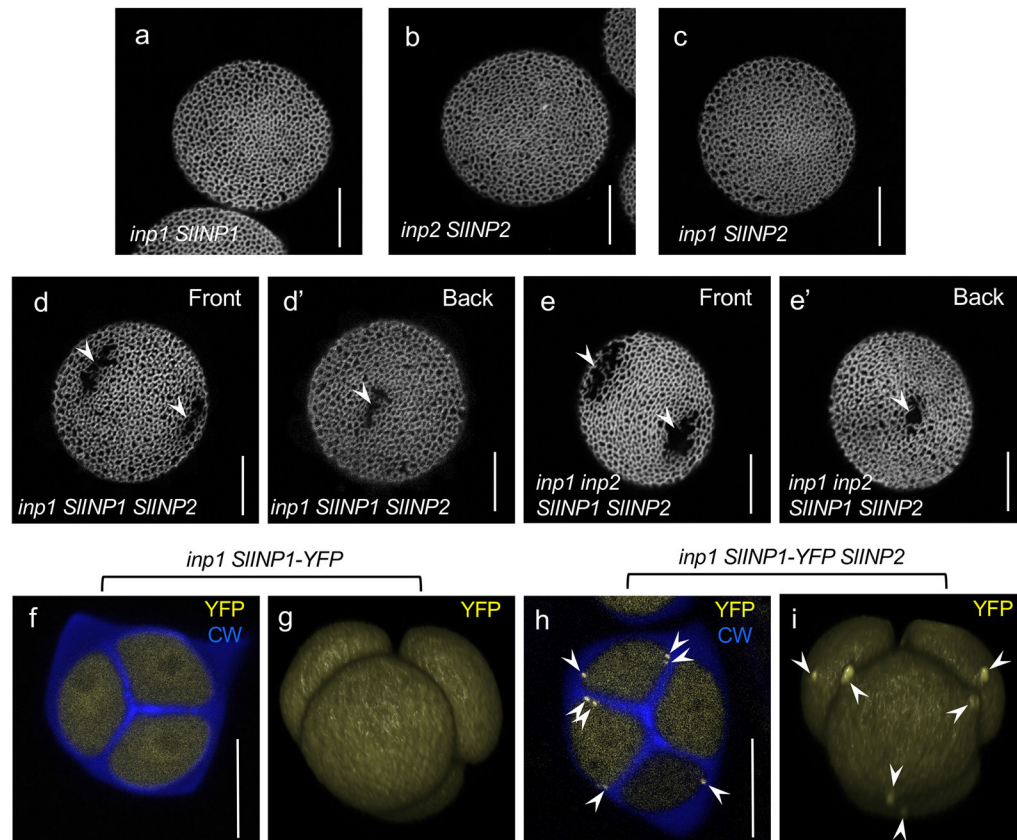 a
inp1 SlINP1
b
inp2 SlINP2
c
inp1 SlINP2
d
Front
inp1 SlINP1 SlINP2
d'
Back
inp1 SlINP1 SlINP2
e
Front
inp1 inp2
SlINP1 SlINP2
e'
Back
inp1 inp2
SlINP1 SlINP2
inp1 SlINP1-YFP
inp1 SlINP1-YFP SlINP2
f
YFP
CW
g
YFP
h
YFP
CW
i
YFP